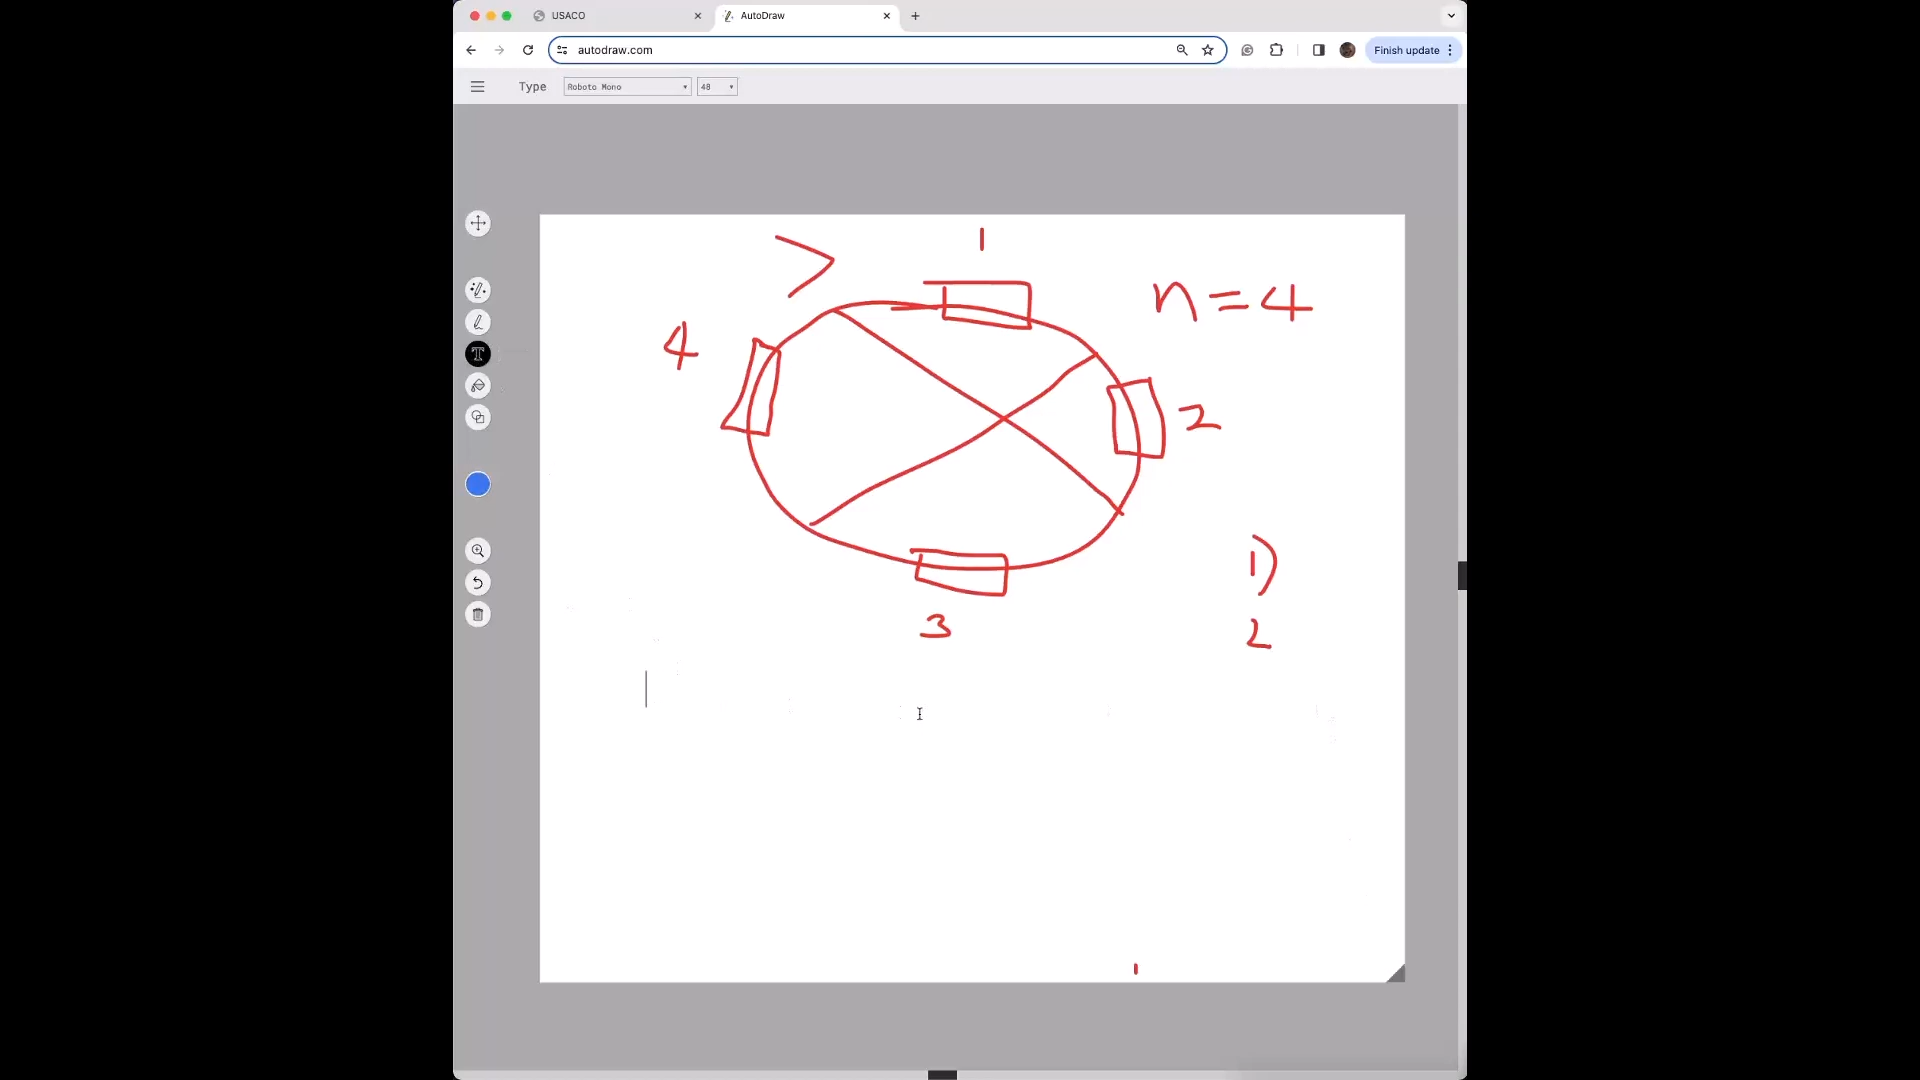 USACO
AutoDraw
autodraw.com
Finish update
Type
Roboto Mono
48
1
n=4
4
2
1)
2
3